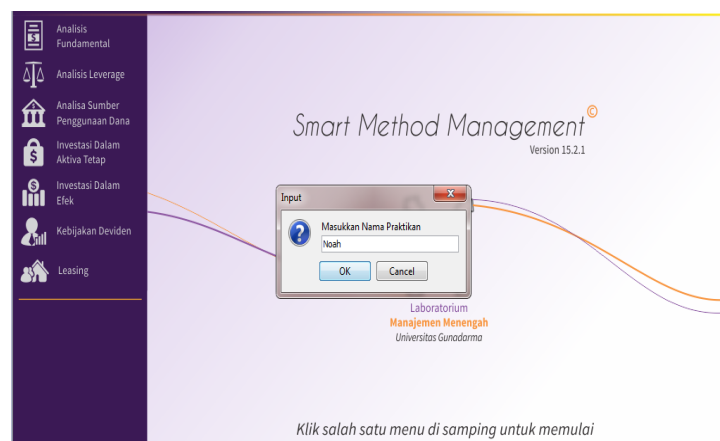 Analisis
Fundamental
Analisis Leverage
Analisa Sumber
Penggunaan Dana
Investasi Dalam
Aktiva Tetap
Investasi Dalam
Efek
Kebijakan Deviden
Leasing
Smart Method Management©
Version 15.2.1
Input
Masukkan Nama Praktikan
Noah
OK
Cancel
Laboratorium
Manajemen Menengah
Universitas Gunadarma
Klik salah satu menu di samping untuk memulai